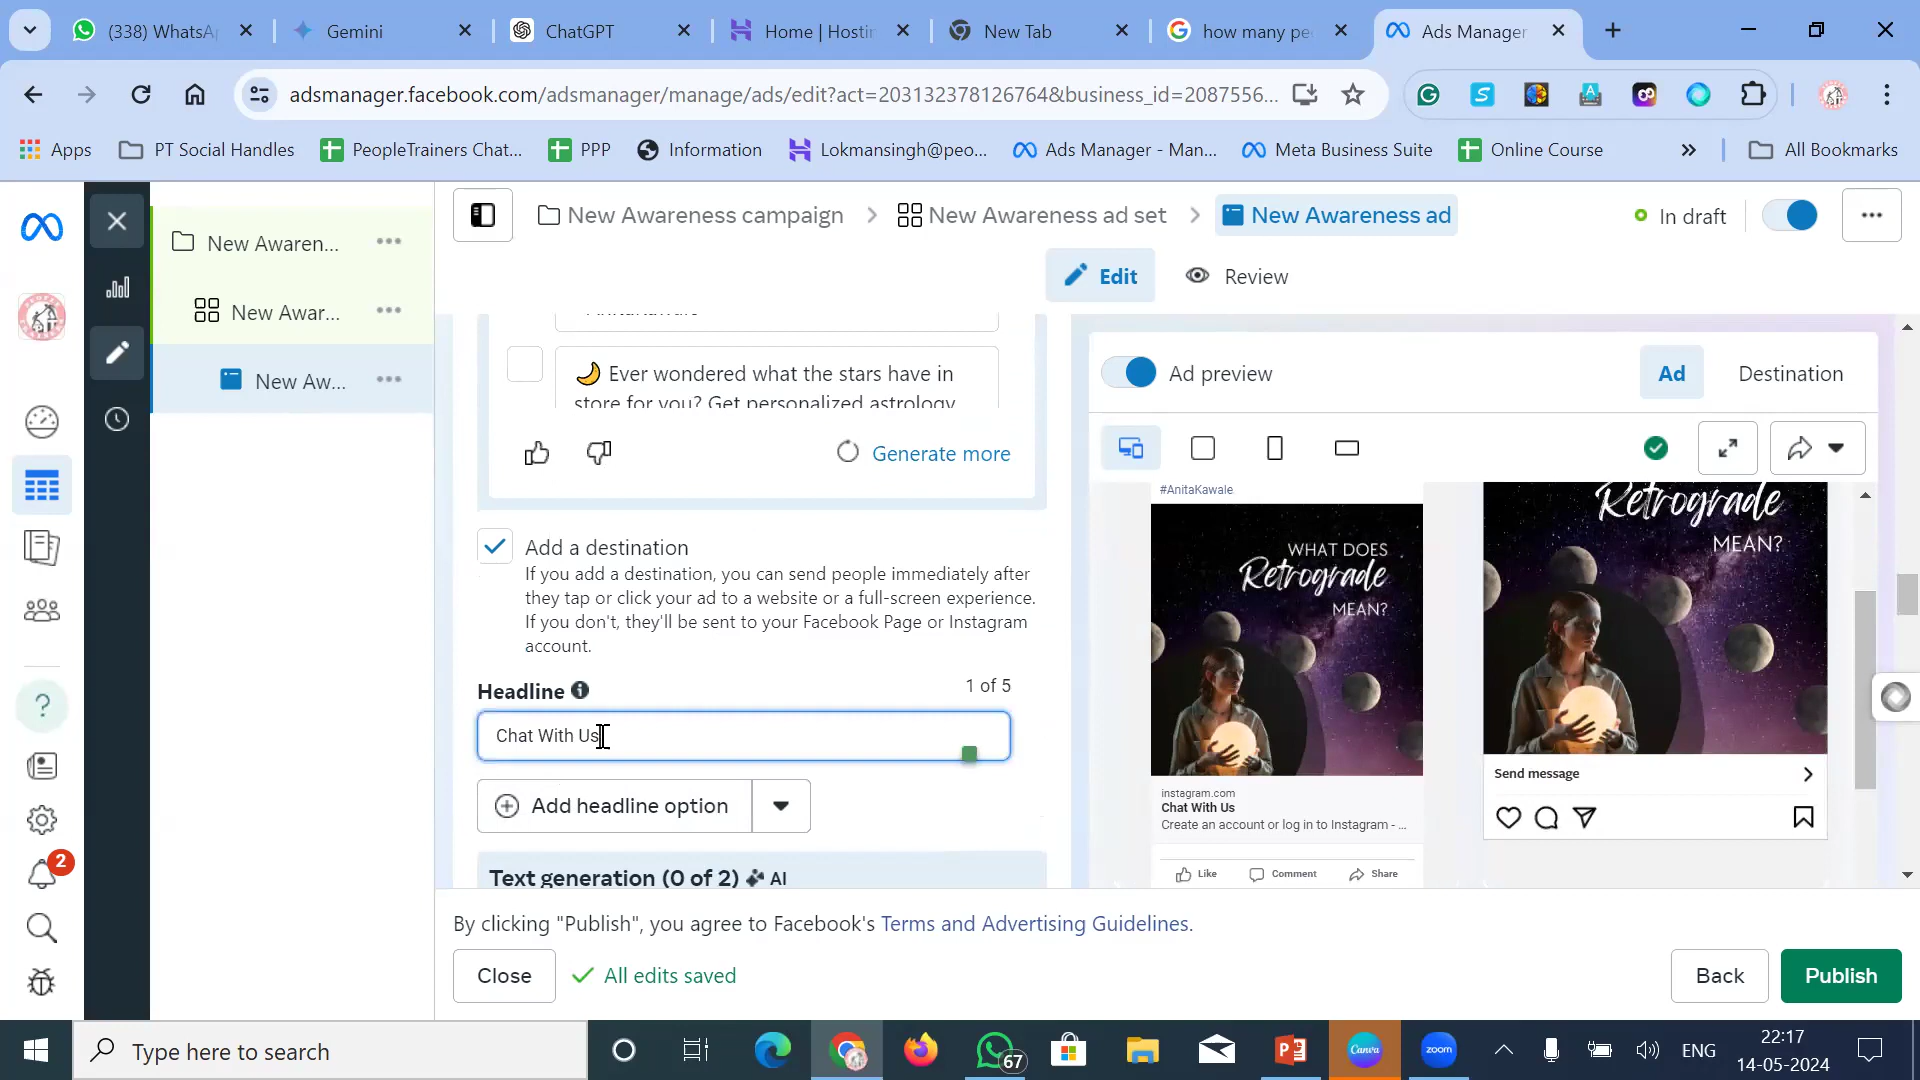 (338) WhatsA
Gemini
ChatGPT
Home | Hostin
New Tab
how many pe
Ads Manager
adsmanager.facebook.com/adsmanager/manage/ads/edit?act=203132378126764&business_id=2087556...
Apps
PT Social Handles
PeopleTrainers Chat...
PPP
Information
Lokmansingh@peo...
Ads Manager - Man...
Meta Business Suite
Online Course
All Bookmarks
New Awareness campaign
New Awareness ad set
New Awareness ad
In draft
New Awaren...
New Awar...
New Aw...
Edit
Review
🌙 Ever wondered what the stars have in
store for you? Get personalized astrology
Generate more
Add a destination
If you add a destination, you can send people immediately after
they tap or click your ad to a website or a full-screen experience.
If you don't, they'll be sent to your Facebook Page or Instagram
account.
Headline
1 of 5
Chat With Us
Add headline option
Text generation (0 of 2) AI
Ad preview
Ad
Destination
#AnitaKawale
WHAT DOES
Retrograde
MEAN?
instagram.com
Chat With Us
Create an account or log in to Instagram - ...
Like
Comment
Share
Retrograde
MEAN?
Send message
By clicking "Publish", you agree to Facebook's Terms and Advertising Guidelines.
Close
All edits saved
Back
Publish
2
Type here to search
67
Canva
zoom
ENG
22:17
14-05-2024